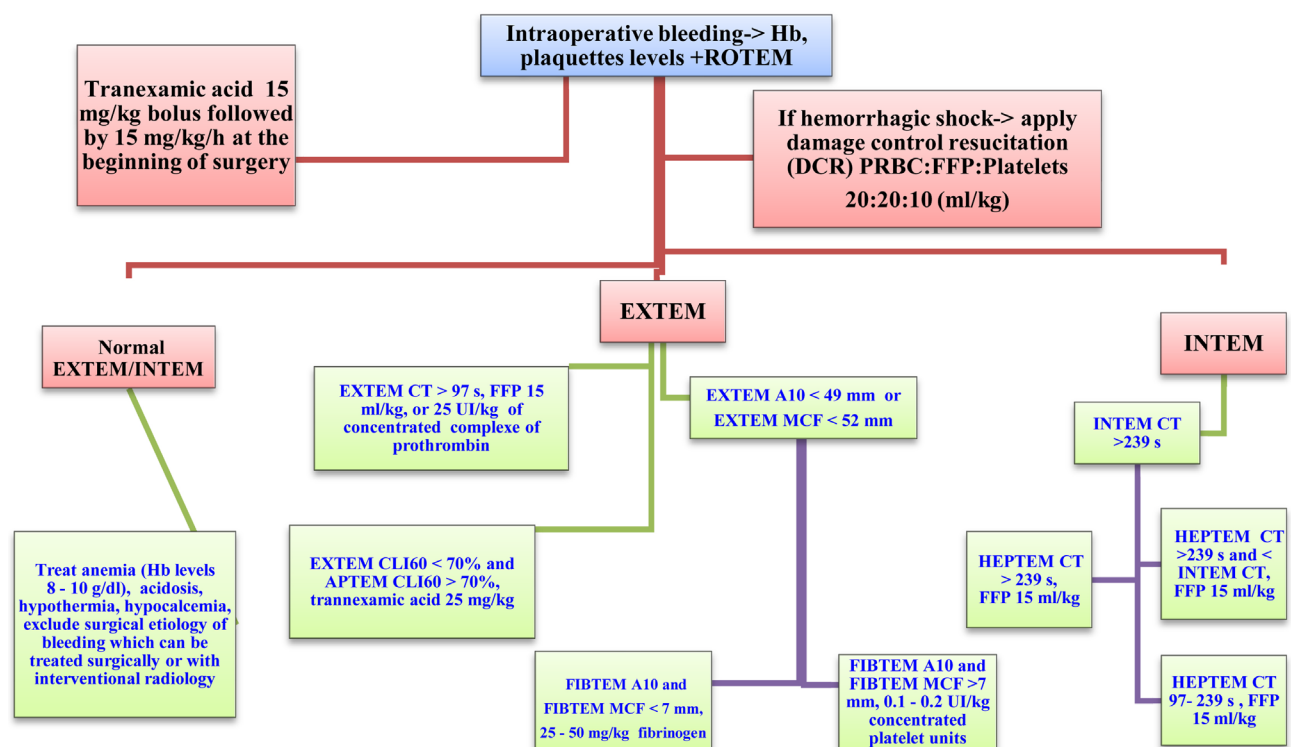 Intraoperative bleeding-> Hb,
plaquettes levels +ROTEM
Tranexamic acid 15
mg/kg bolus followed
by 15 mg/kg/h at the
beginning of surgery
If hemorrhagic shock-> apply
damage control resucitation
(DCR) PRBC:FFP:Platelets
20:20:10 (ml/kg)
Normal
EXTEM/INTEM
EXTEM
INTEM
EXTEM CT > 97 s, FFP 15
ml/kg, or 25 UI/kg of
concentrated complexe of
prothrombin
EXTEM A10 < 49 mm or
EXTEM MCF < 52 mm
INTEM CT
>239 s
Treat anemia (Hb levels
8 - 10 g/dl), acidosis,
hypothermia, hypocalcemia,
exclude surgical etiology of
bleeding which can be
treated surgically or with
interventional radiology
EXTEM CLI60 < 70% and
APTEM CLI60 > 70%,
trannexamic acid 25 mg/kg
HEPTEM CT
> 239 s,
FFP 15 ml/kg
HEPTEM CT
>239 s and <
INTEM CT,
FFP 15 ml/kg
FIBTEM A10 and
FIBTEM MCF < 7 mm,
25 - 50 mg/kg fibrinogen
FIBTEM A10 and
FIBTEM MCF >7
mm, 0.1 - 0.2 UI/kg
concentrated
platelet units
HEPTEM CT
97- 239 s , FFP
15 ml/kg